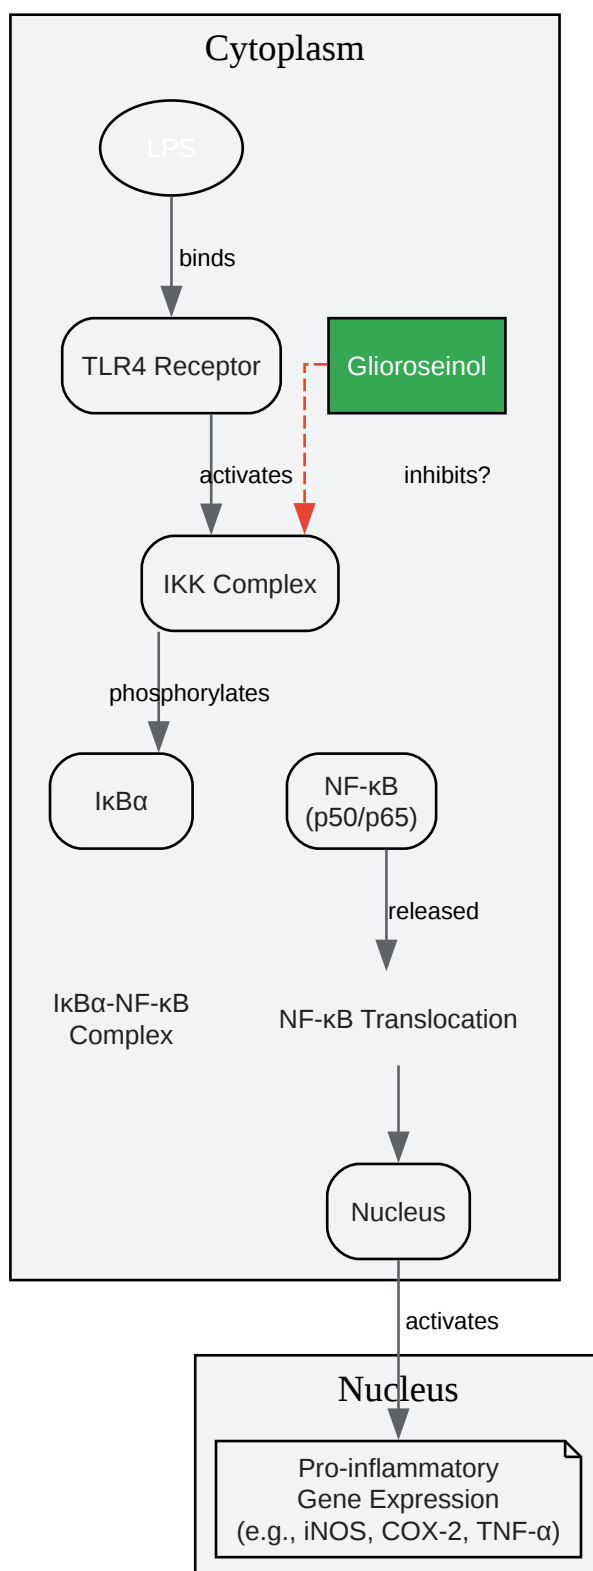 Cytoplasm
LPS
binds
TLR4 Receptor
Glioroseinol
activates
inhibits?
IKK Complex
phosphorylates
IκBα
NF-κB
(p50/p65)
released
IκBα-NF-κB
Complex
NF-κB Translocation
Nucleus
activates
Nucleus
Pro-inflammatory
Gene Expression
(e.g., iNOS, COX-2, TNF-α)